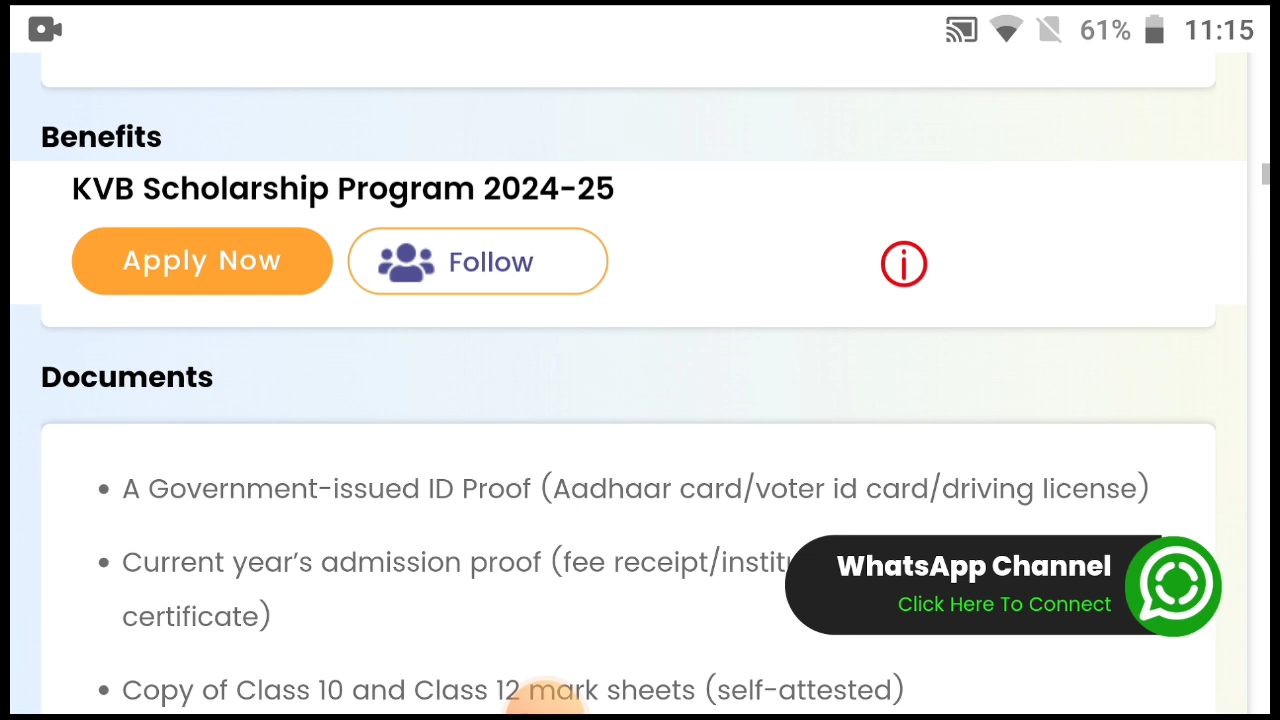 61% 11:15
Benefits
KVB Scholarship Program 2024-25
Apply Now Follow
Documents
• A Government-issued ID Proof (Aadhaar card/voter id card/driving license)
• Current year's admission proof (fee receipt/institu
WhatsApp Channel
certificate)
Click Here To Connect
• Copy of Class 10 and Class 12 mark sheets (self-attested)